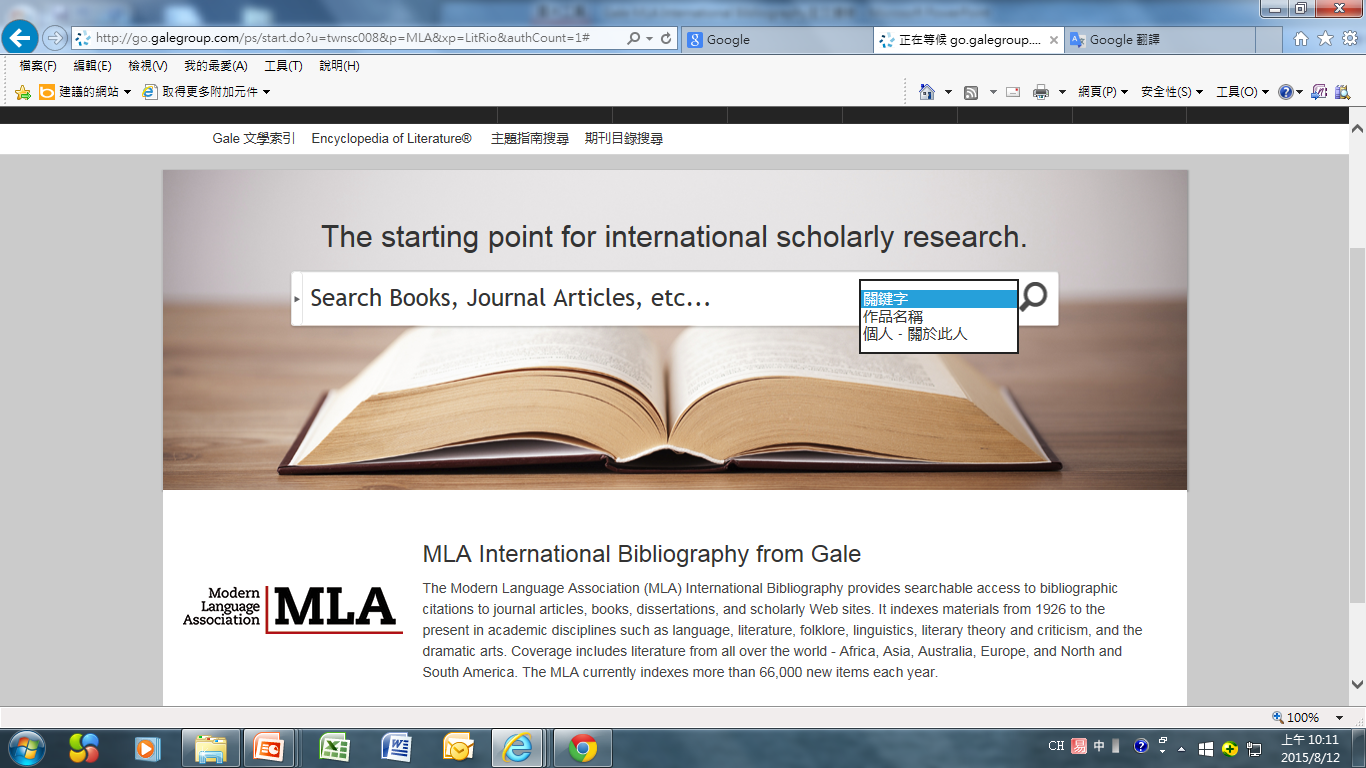 http://go.galegroup.com/ps/start.do?u=twnsc008&p=MLA&xp=LitRio&authCount=1#
Google
正在等候 go.galegroup....
Google 翻譯
檔案(F) 編輯(E) 檢視(V) 我的最愛(A) 工具(T) 說明(H)
建議的網站 取得更多附加元件 網頁(P) 安全性(S) 工具(O)
Gale 文學索引 Encyclopedia of Literature® 主題指南搜尋 期刊目錄搜尋
The starting point for international scholarly research.
Search Books, Journal Articles, etc...
關鍵字
作品名稱
個人 - 關於此人
MLA International Bibliography from Gale
Modern
Language
Association
MLA
The Modern Language Association (MLA) International Bibliography provides searchable access to bibliographic
citations to journal articles, books, dissertations, and scholarly Web sites. It indexes materials from 1926 to the
present in academic disciplines such as language, literature, folklore, linguistics, literary theory and criticism, and the
dramatic arts. Coverage includes literature from all over the world - Africa, Asia, Australia, Europe, and North and
South America. The MLA currently indexes more than 66,000 new items each year.
100%
CH 中
上午 10:11
2015/8/12